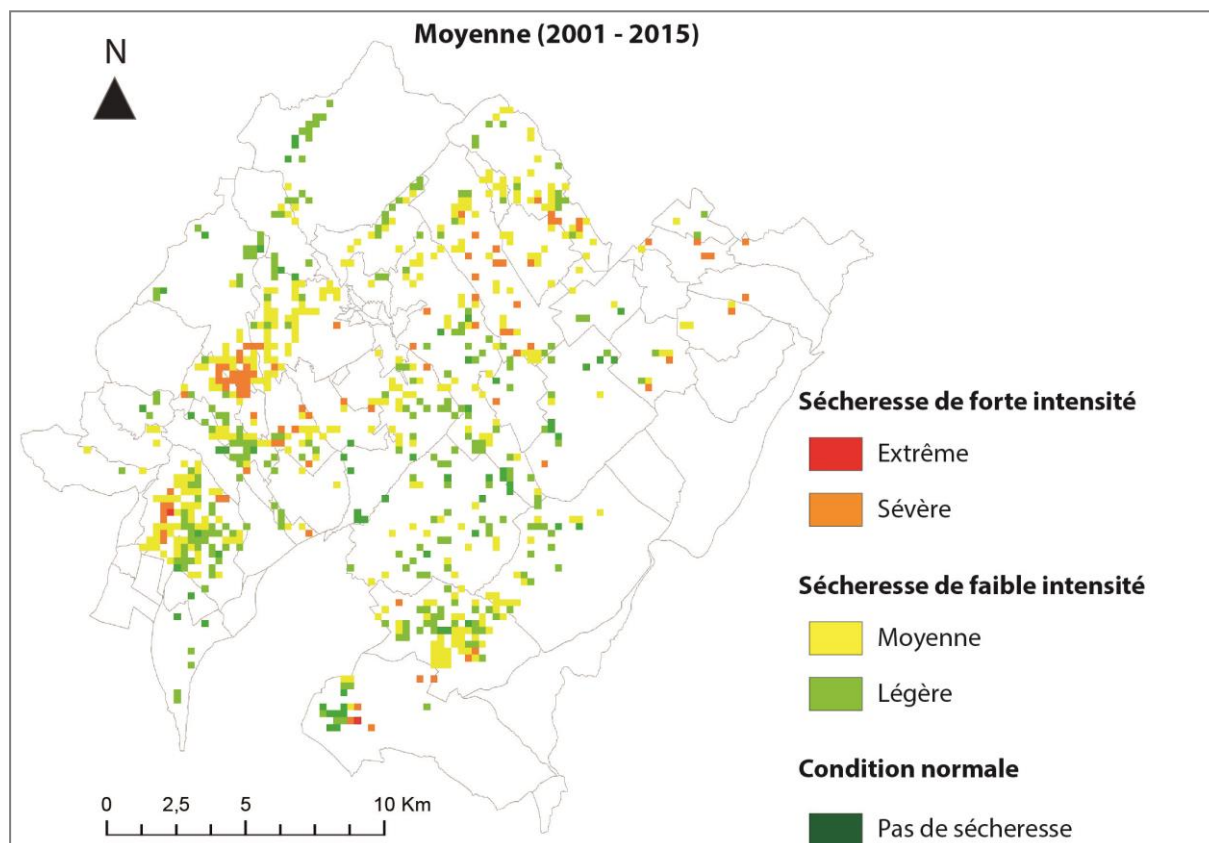 Moyenne (2001 - 2015)
N
Sécheresse de forte intensité
Extrême
Sévère
Sécheresse de faible intensité
Moyenne
Légère
Condition normale
Pas de sécheresse
0 2,5 5 10 Km